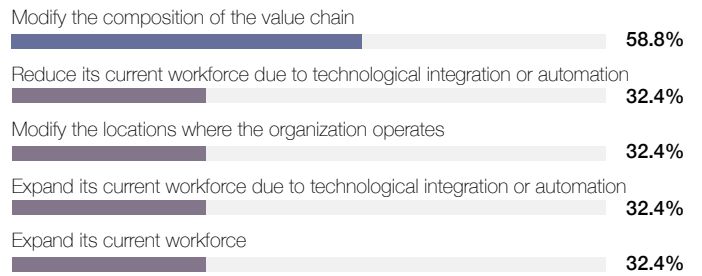 Modify the composition of the value chain
58.8%
Reduce its current workforce due to technological integration or automation
32.4%
Modify the locations where the organization operates
32.4%
Expand its current workforce due to technological integration or automation
32.4%
Expand its current workforce
32.4%